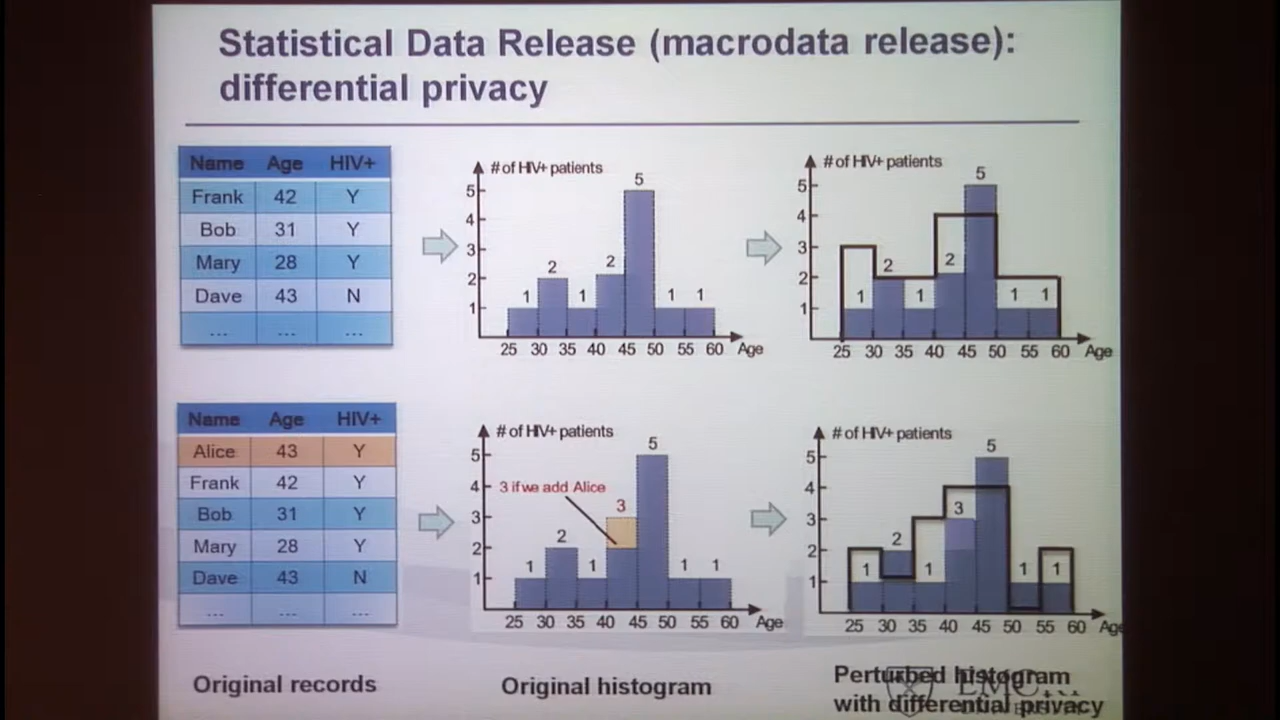 Statistical Data Release (macrodata release):
differential privacy
Name Age HIV+
Frank 42 Y
Bob 31 Y
Mary 28 Y
Dave 43 N
... ... ...
# of HIV+ patients
5
4
3
2
1
1 2 1 2 5 1 1
25 30 35 40 45 50 55 60 Age
# of HIV+ patients
5
4
3
2
1
1 2 1 2 5 1 1
25 30 35 40 45 50 55 60 Age
Name Age HIV+
Alice 43 Y
Frank 42 Y
Bob 31 Y
Mary 28 Y
Dave 43 N
... ... ...
# of HIV+ patients
5
4
3
2
1
3 if we add Alice
1 2 1 3 5 1 1
25 30 35 40 45 50 55 60 Age
# of HIV+ patients
5
4
3
2
1
1 2 1 3 5 1 1
25 30 35 40 45 50 55 60 Age
Original records
Original histogram
Perturbed histogram
with differential privacy